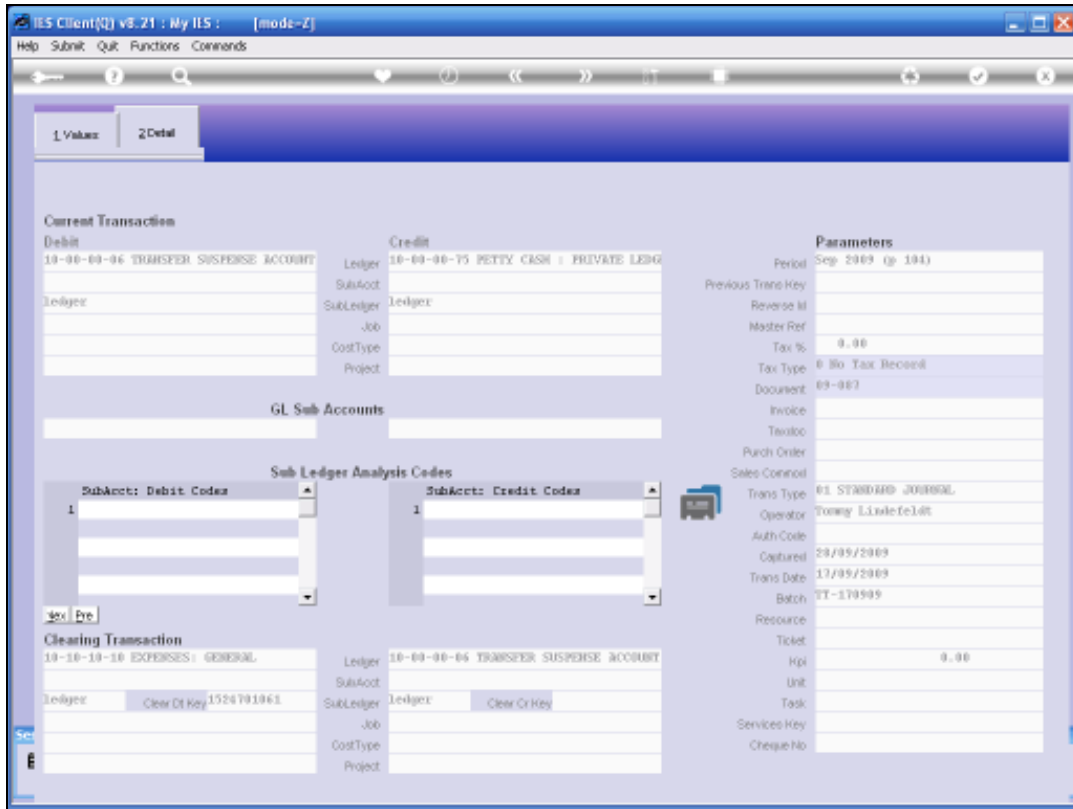 IES Client(Q) v8.21 : My IES : [mode-Z]
Help Submit Quit Functions Commands
1 Values 2 Detail
Current Transaction
Debit Credit Parameters
10-00-00-06 TRANSFER SUSPENSE ACCOUNT Ledger 10-00-00-75 PETTY CASH : PRIVATE LEDG Period Sep 2009 (p 104)
SubAcct Previous Trans Key
ledger SubLedger ledger Reverse Id
Job Master Ref
CostType Tax % 0.00
Project Tax Type 0 No Tax Record
Document 09-087
GL Sub Accounts Invoice
Purch Order
Sub Ledger Analysis Codes Sales Commod
SubAcct: Debit Codes SubAcct: Credit Codes Trans Type 01 STANDARD JOURNAL
1 1 Operator Tommy Lindefeldt
Auth Code
Captured 28/09/2009
Trans Date 17/09/2009
Batch TT-170909
Nex Pre Resource
Clearing Transaction Ticket
10-10-10-10 EXPENSES: GENERAL Ledger 10-00-00-06 TRANSFER SUSPENSE ACCOUNT Kpi 0.00
SubAcct Unit
ledger Clear Dt Key 1524701061 SubLedger ledger Clear Cr Key Task
Job Services Key
CostType Cheque No
Project